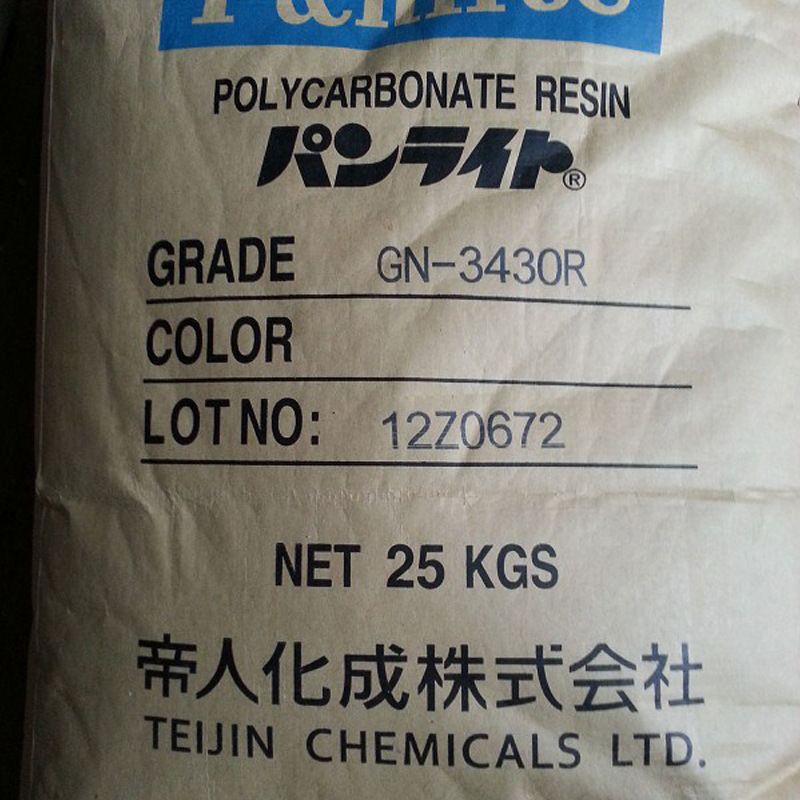 POLYCARBONATE RESIN
パンライト®
GRADE GN-3430R
COLOR
LOT NO: 12Z0672
NET 25 KGS
帝人化成株式会社
TEIJIN CHEMICALS LTD.